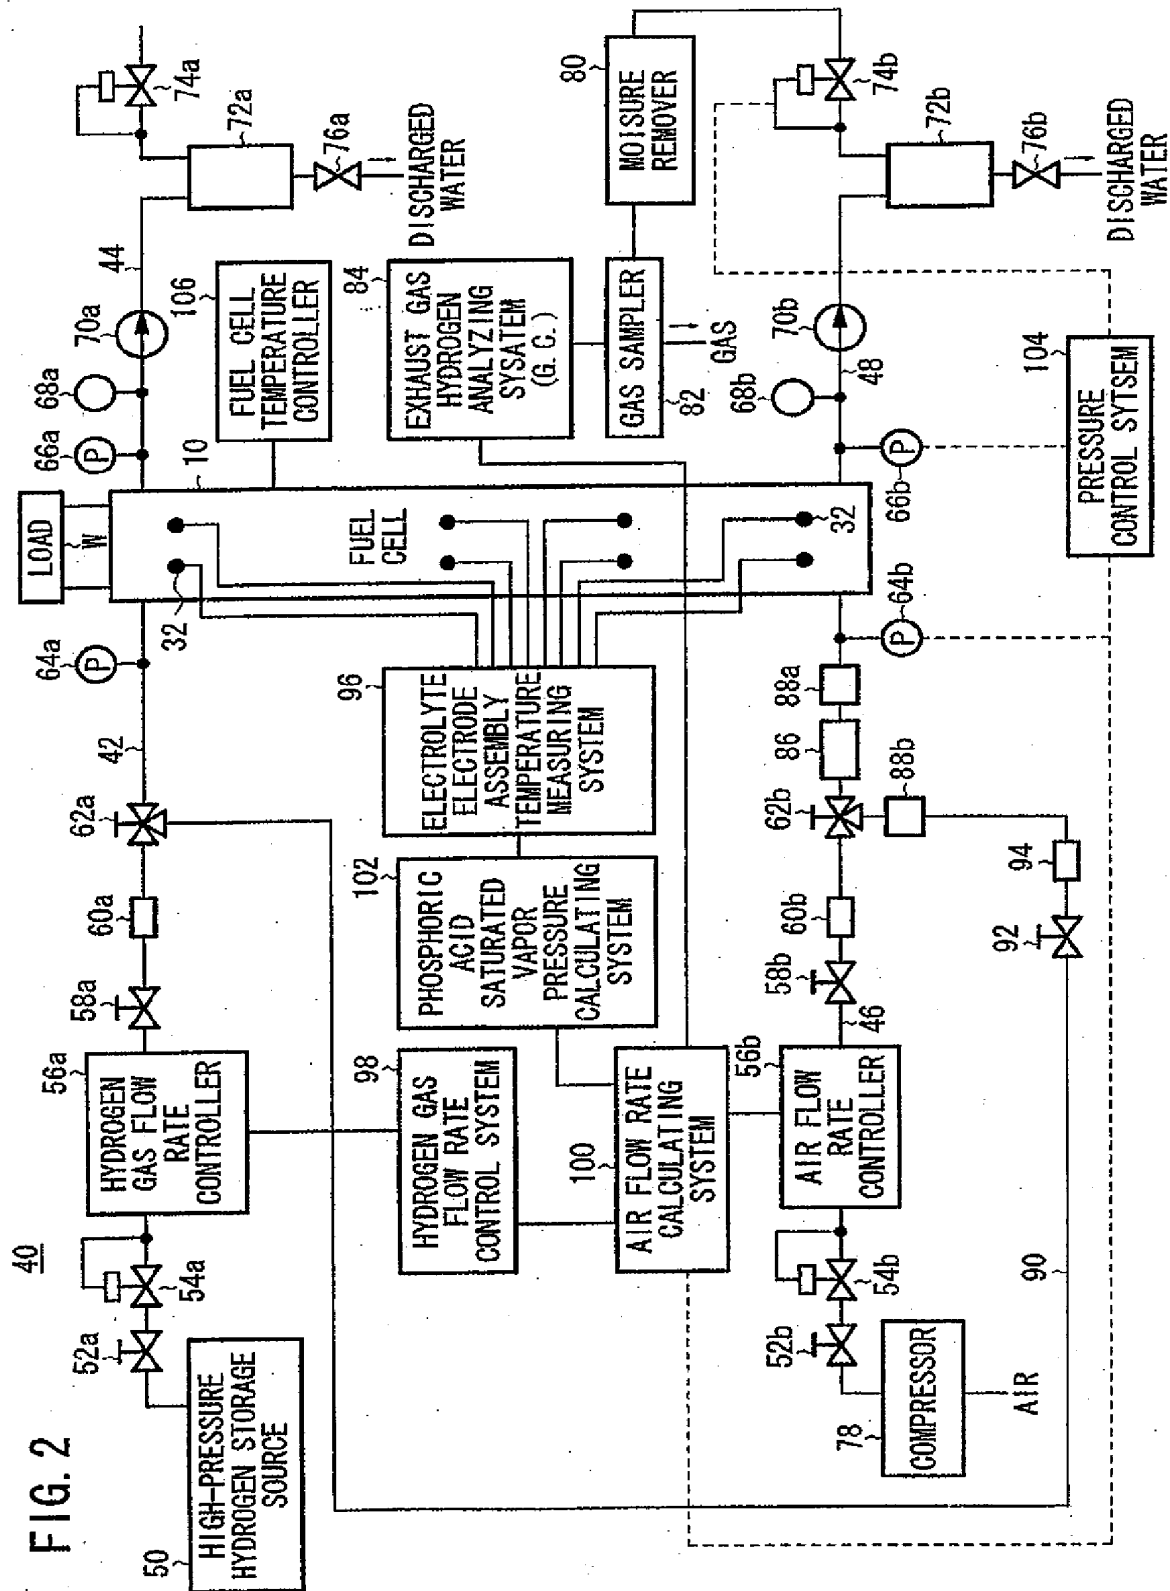 FIG. 2
40
50
HIGH-PRESSURE
HYDROGEN STORAGE
SOURCE
52a
54a
56a
HYDROGEN
GAS FLOW
RATE
CONTROLLER
58a
60a
62a
42
64a
LOAD
W
10
66a
68a
70a
44
74a
72a
76a
DISCHARGED
WATER
106
FUEL CELL
TEMPERATURE
CONTROLLER
32
FUEL
CELL
32
96
ELECTROLYTE
ELECTRODE
ASSEMBLY
TEMPERATURE
MEASURING
SYSTEM
102
PHOSPHORIC
ACID
SATURATED
VAPOR
PRESSURE
CALCULATING
SYSTEM
98
HYDROGEN GAS
FLOW RATE
CONTROL SYSTEM
100
AIR FLOW RATE
CALCULATING
SYSTEM
84
EXHAUST GAS
HYDROGEN
ANALYZING
SYSATEM
(G. C.)
80
MOISURE
REMOVER
GAS SAMPLER
82
GAS
78
COMPRESSOR
AIR
52b
54b
56b
AIR FLOW
RATE
CONTROLLER
46
58b
60b
62b
86
88a
88b
64b
P
P
P
P
66b
68b
70b
48
74b
72b
76b
DISCHARGED
WATER
90
92
94
104
PRESSURE
CONTROL SYTSEM